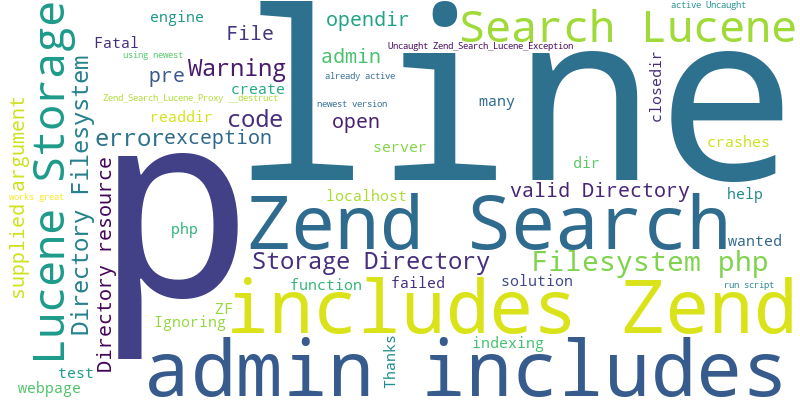 active Uncaught
engine
opendir
Search Lucene
File
Fatal
Uncaught Zend_Search_Lucene_Exception
using newest
admin
line
Warning
pre
already active
closedir
create
Zend_Search_Lucene_Proxy __destruct
newest version
many
Lucene Storage
Directory Filesystem
supplied argument
readdir
code
open
error
exception
server
crashes
dir
p
Directory resource
valid Directory
works great
localhost
help
php
Zend Search
wanted
Storage Directory
Filesystem php
function
failed
solution
run script
ZF
Ignoring
includes Zend
Thanks
indexing
test
webpage
admin includes